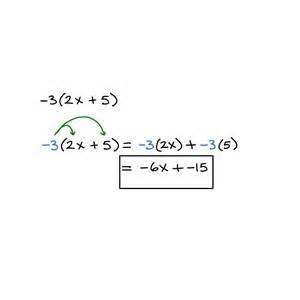 -3(2x + 5)
-3(2x + 5) = -3(2x) + -3(5)
= -6x + -15